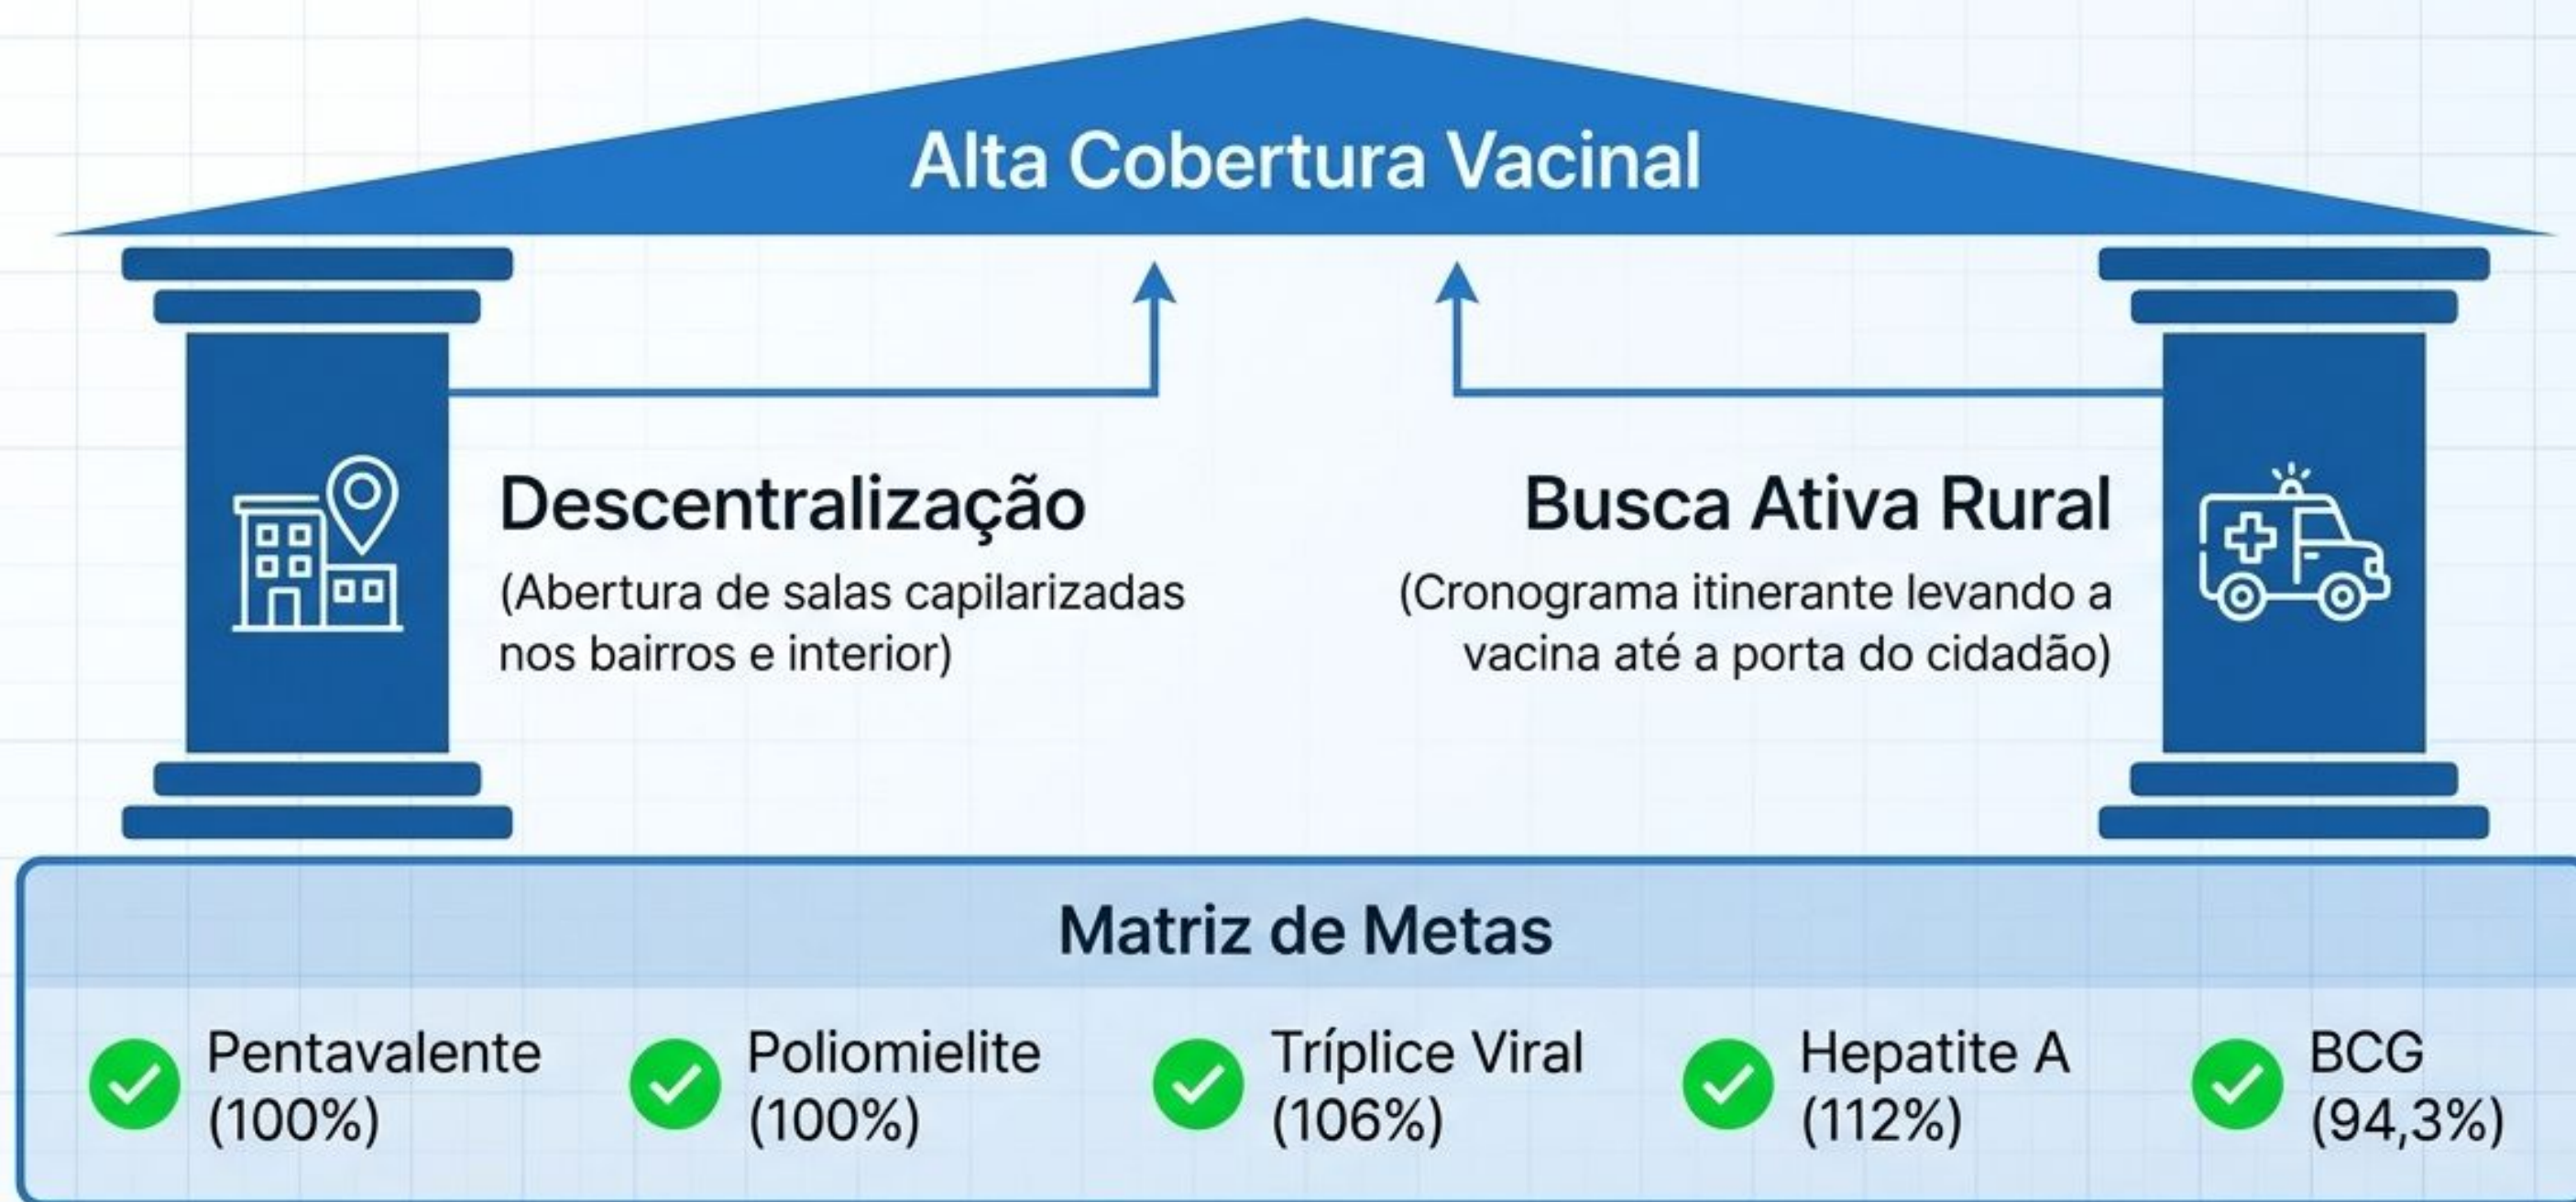 Alta Cobertura Vacinal
Descentralização
(Abertura de salas capilarizadas
nos bairros e interior)
Busca Ativa Rural
(Cronograma itinerante levando a
vacina até a porta do cidadão)
Matriz de Metas
Pentavalente
(100%)
Poliomielite
(100%)
Tríplice Viral
(106%)
Hepatite A
(112%)
BCG
(94,3%)